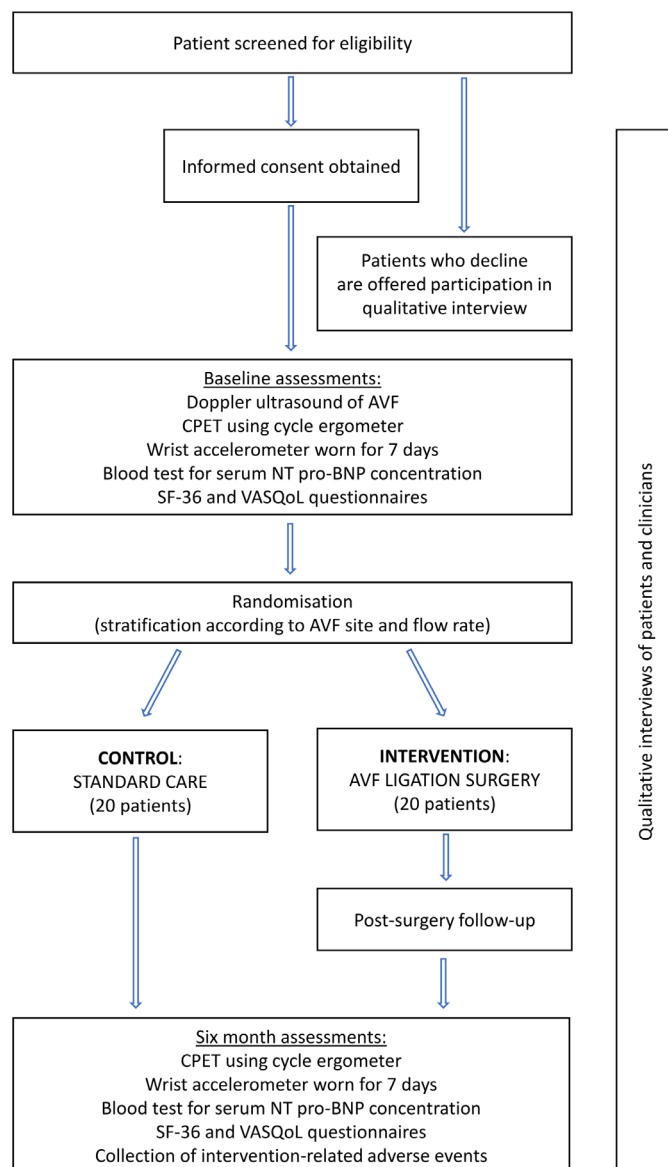 Patient screened for eligibility
Informed consent obtained
Patients who decline
are offered participation in
qualitative interview
Baseline assessments:
Doppler ultrasound of AVF
CPET using cycle ergometer
Wrist accelerometer worn for 7 days
Blood test for serum NT pro-BNP concentration
SF-36 and VASQoL questionnaires
Randomisation
(stratification according to AVF site and flow rate)
CONTROL:
STANDARD CARE
(20 patients)
INTERVENTION:
AVF LIGATION SURGERY
(20 patients)
Post-surgery follow-up
Six month assessments:
CPET using cycle ergometer
Wrist accelerometer worn for 7 days
Blood test for serum NT pro-BNP concentration
SF-36 and VASQoL questionnaires
Collection of intervention-related adverse events
Qualitative interviews of patients and clinicians